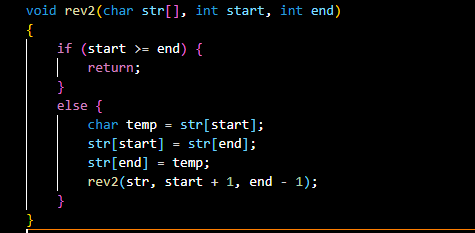 void rev2(char str[], int start, int end)
{
    if (start >= end) {
        return;
    }
    else {
        char temp = str[start];
        str[start] = str[end];
        str[end] = temp;
        rev2(str, start + 1, end - 1);
    }
}